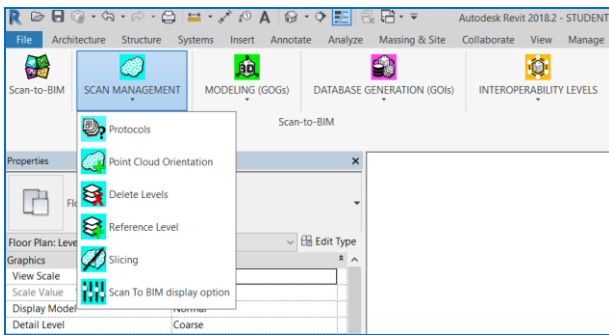 Autodesk Revit 2018.2 - STUDENT
File Architecture Structure Systems Insert Annotate Analyze Massing & Site Collaborate View Manage
Scan-to-BIM SCAN MANAGEMENT MODELING (GOGs) DATABASE GENERATION (GOIs) INTEROPERABILITY LEVELS
Scan-to-BIM
Protocols
Properties
Point Cloud Orientation
Delete Levels
Reference Level
Floor Plan: Leve
Edit Type
Graphics
Slicing
View Scale
Scale Value
Scan To BIM display option
Display Model
Normal
Detail Level
Coarse